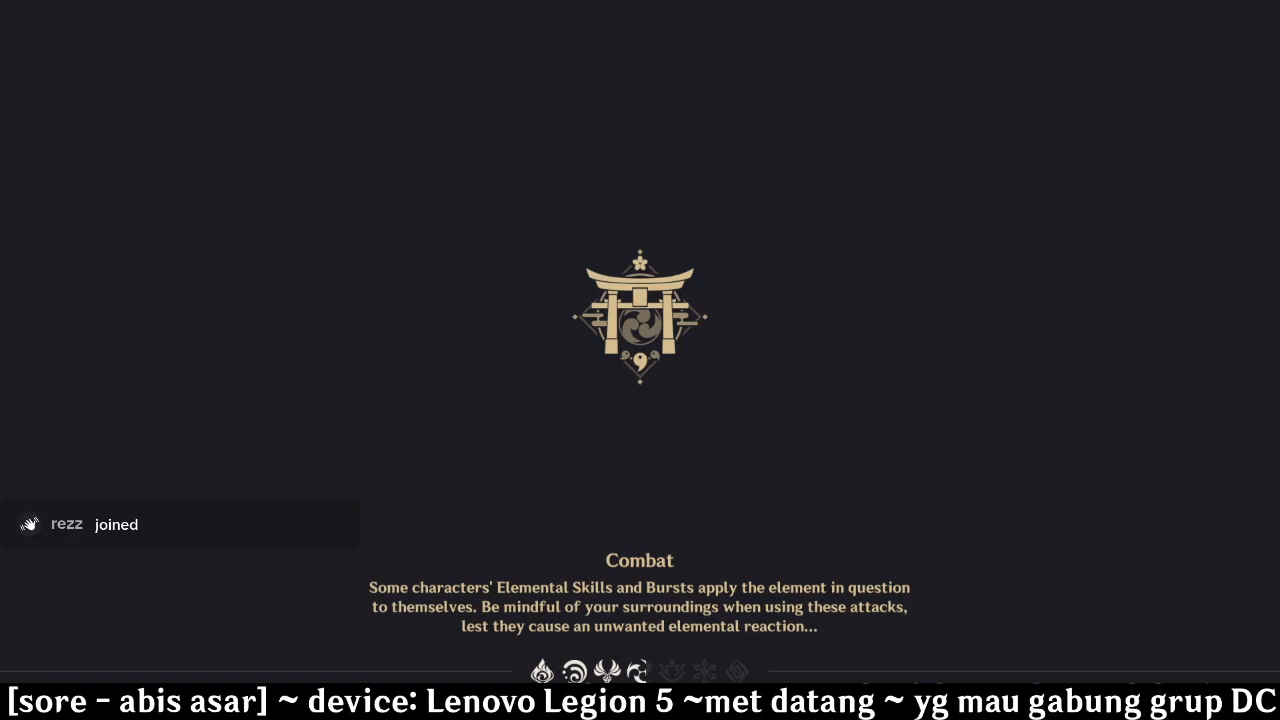 rezz joined
Combat
Some characters' Elemental Skills and Bursts apply the element in question
to themselves. Be mindful of your surroundings when using these attacks,
lest they cause an unwanted elemental reaction...
[sore - abis asar] ~ device: Lenovo Legion 5 ~met datang ~ yg mau gabung grup DC